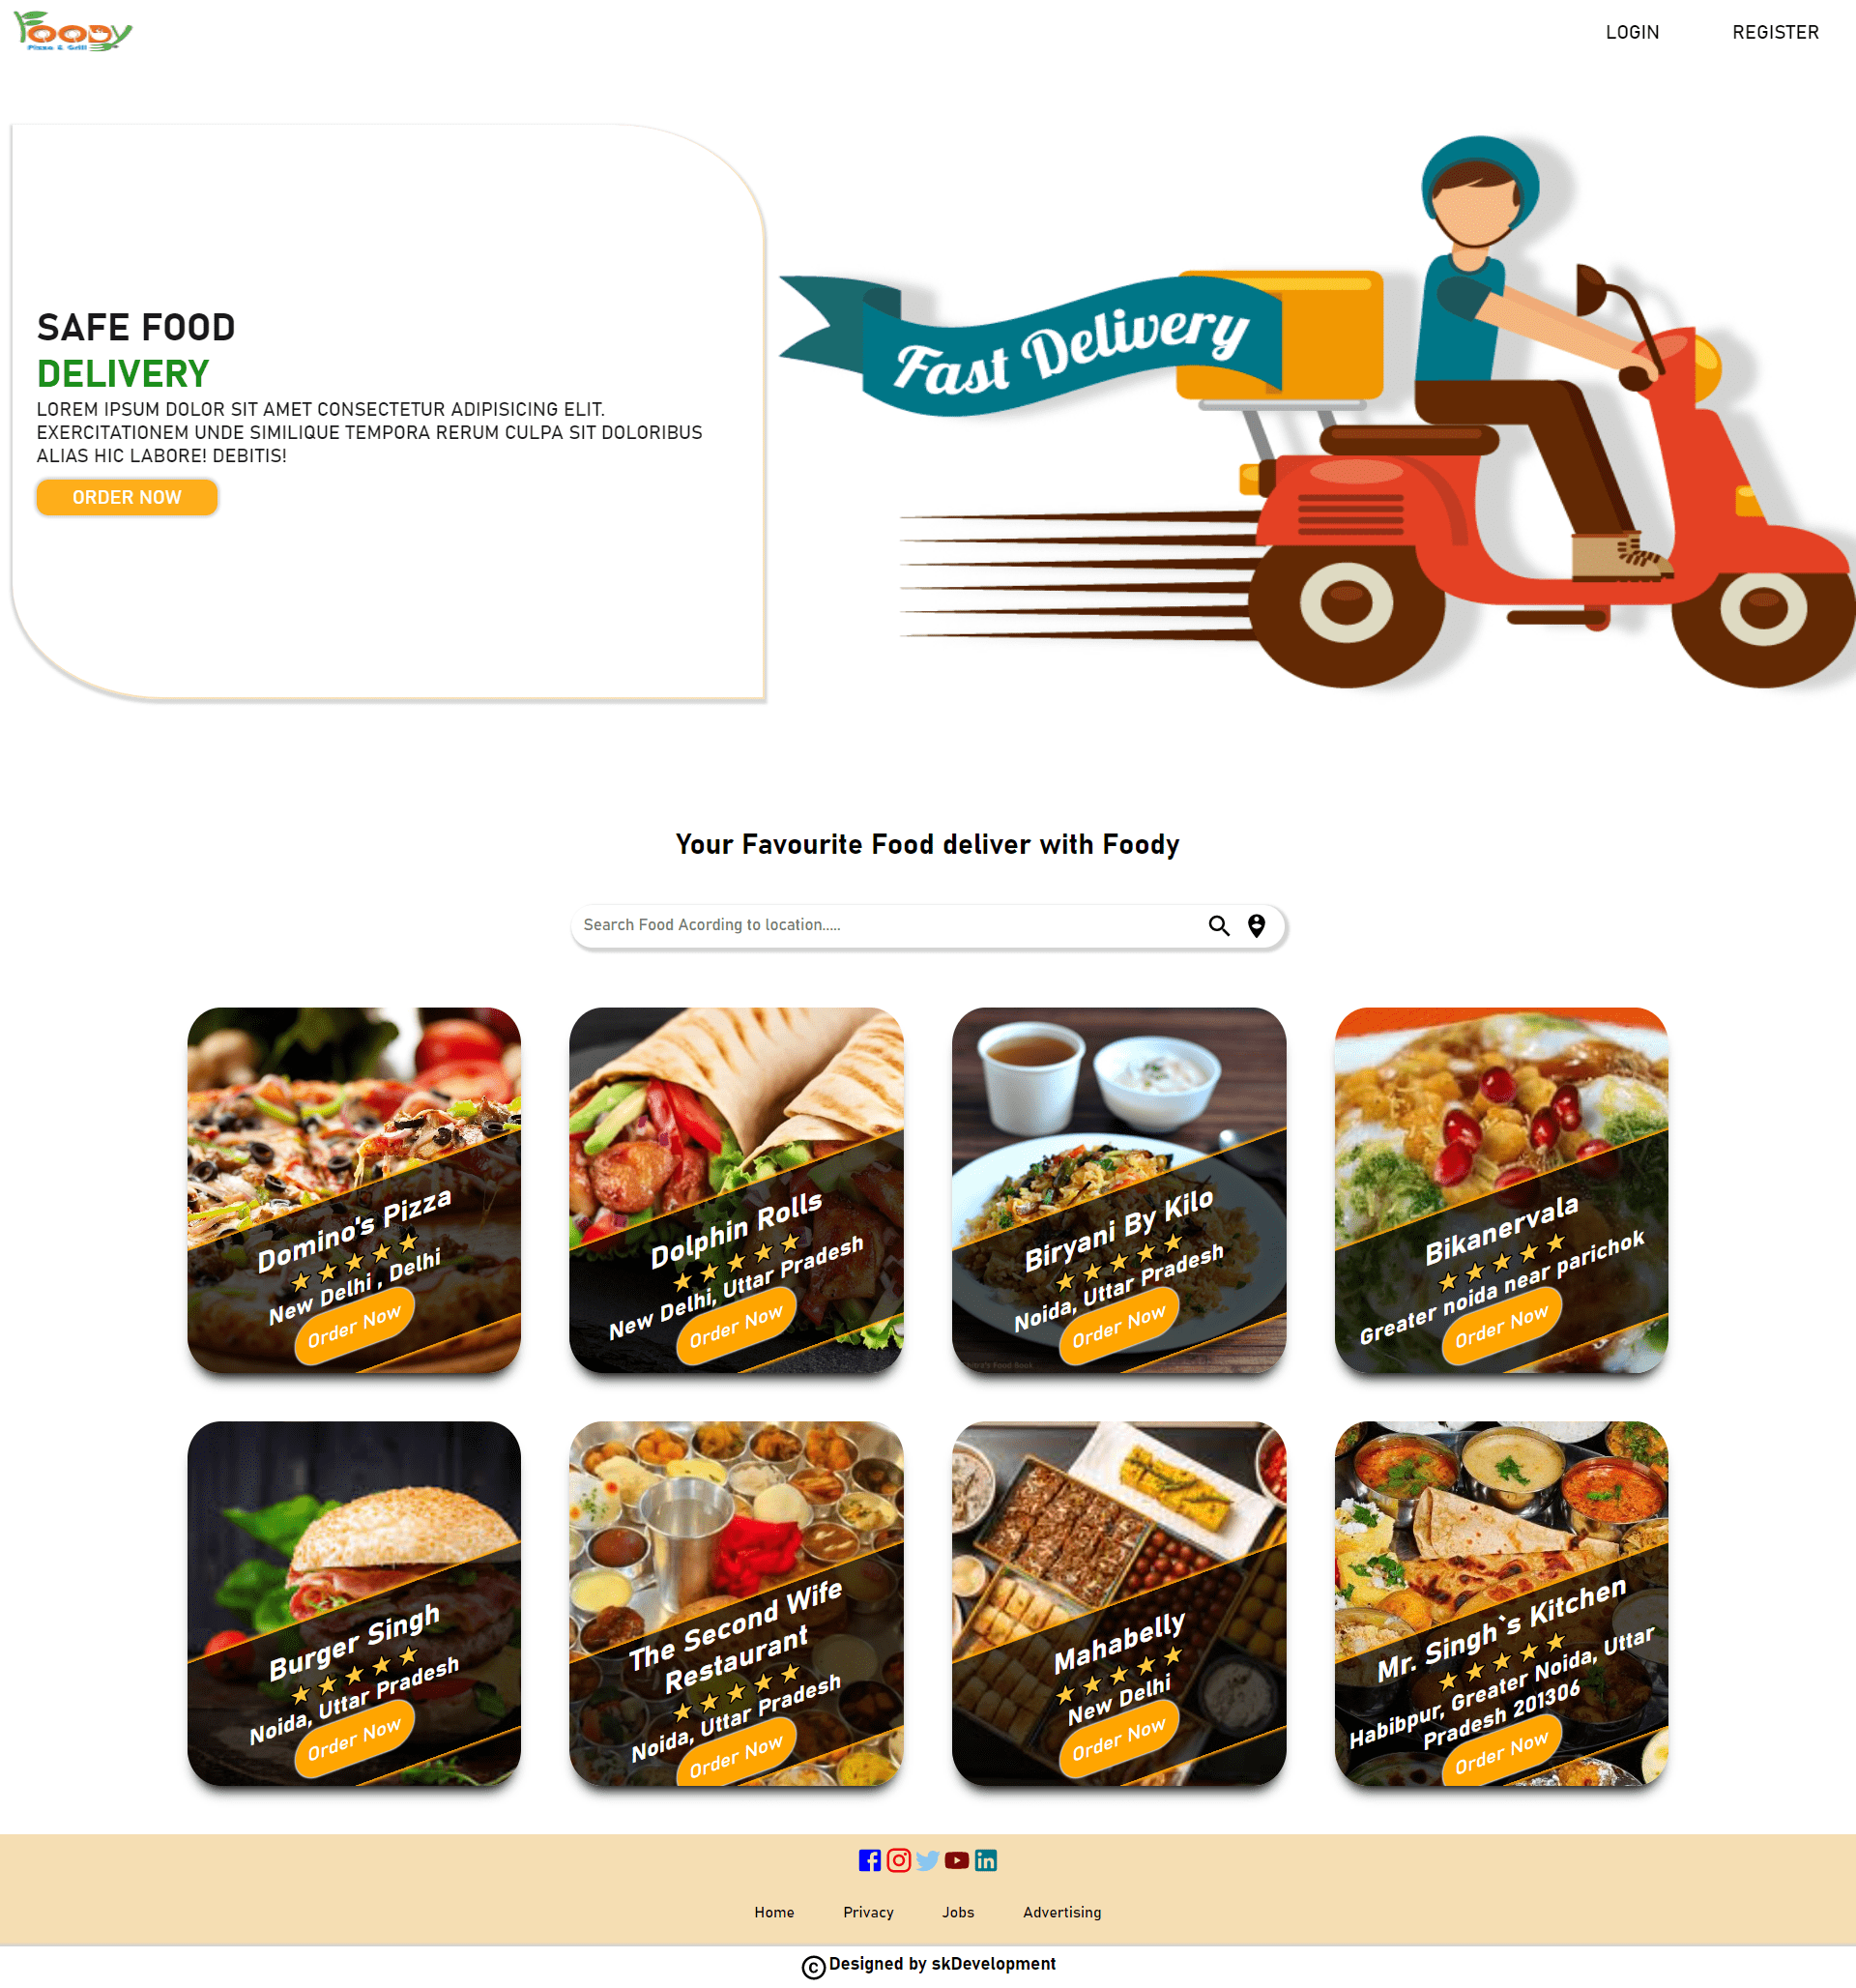 FOODY
Pizza & Grill
LOGIN
REGISTER
SAFE FOOD
DELIVERY
LOREM IPSUM DOLOR SIT AMET CONSECTETUR ADIPISICING ELIT.
EXERCITATIONEM UNDE SIMILIQUE TEMPORA RERUM CULPA SIT DOLORIBUS
ALIAS HIC LABORE! DEBITIS!
ORDER NOW
Fast Delivery
Your Favourite Food deliver with Foody
Search Food Acording to location.....
Domino's Pizza
New Delhi , Delhi
Order Now
Dolphin Rolls
New Delhi, Uttar Pradesh
Order Now
Biryani By Kilo
Noida, Uttar Pradesh
Order Now
Bikanervala
Greater noida near parichok
Order Now
Burger Singh
Noida, Uttar Pradesh
Order Now
The Second Wife
Restaurant
Noida, Uttar Pradesh
Order Now
Mahabelly
New Delhi
Order Now
Mr. Singh`s Kitchen
Habibpur, Greater Noida, Uttar
Pradesh 201306
Order Now
Home
Privacy
Jobs
Advertising
© Designed by skDevelopment